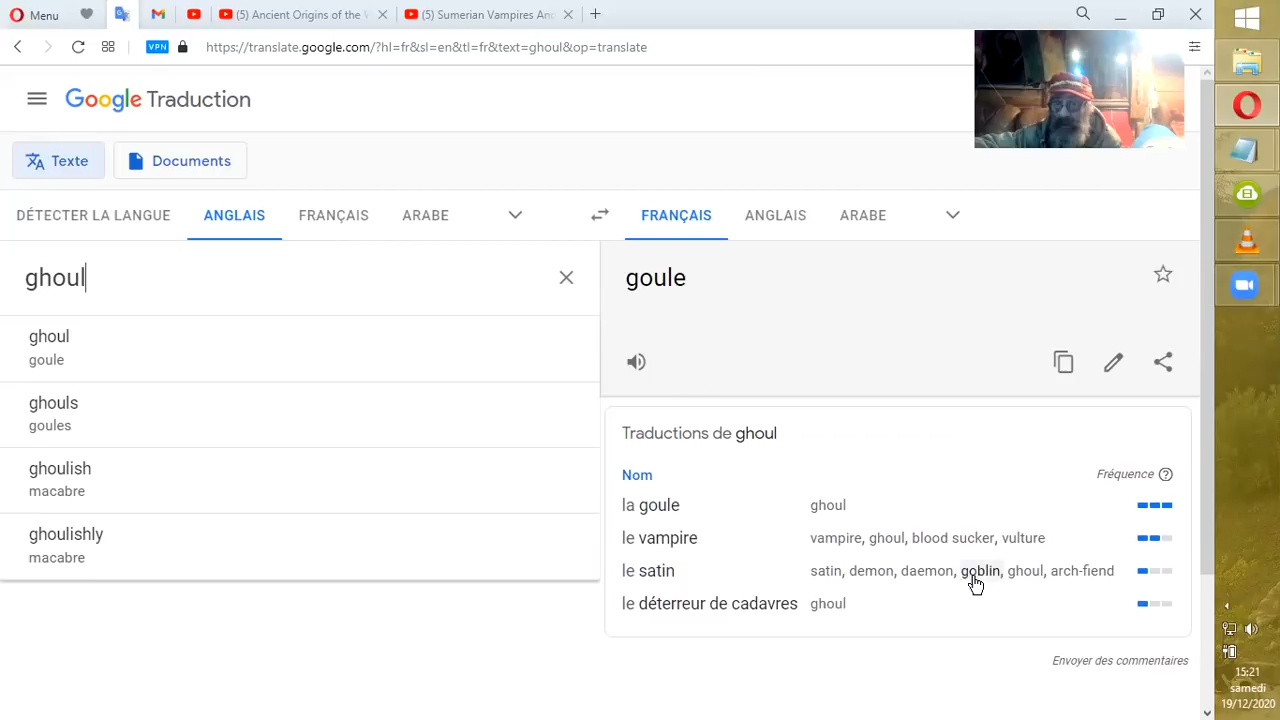 Menu
(5) Ancient Origins of the V
(5) Sumerian Vampires And
VPN
https://translate.google.com/?hl=fr&sl=en&tl=fr&text=ghoul&op=translate
Google Traduction
Texte
Documents
DÉTECTER LA LANGUE
ANGLAIS
FRANÇAIS
ARABE
FRANÇAIS
ANGLAIS
ARABE
ghoul
goule
ghoul
goule
ghouls
goules
ghoulish
macabre
ghoulishly
macabre
Traductions de ghoul
Nom
Fréquence
la goule ghoul
le vampire vampire, ghoul, blood sucker, vulture
le satin satin, demon, daemon, goblin, ghoul, arch-fiend
le déterreur de cadavres ghoul
Envoyer des commentaires
15:21
samedi
19/12/2020